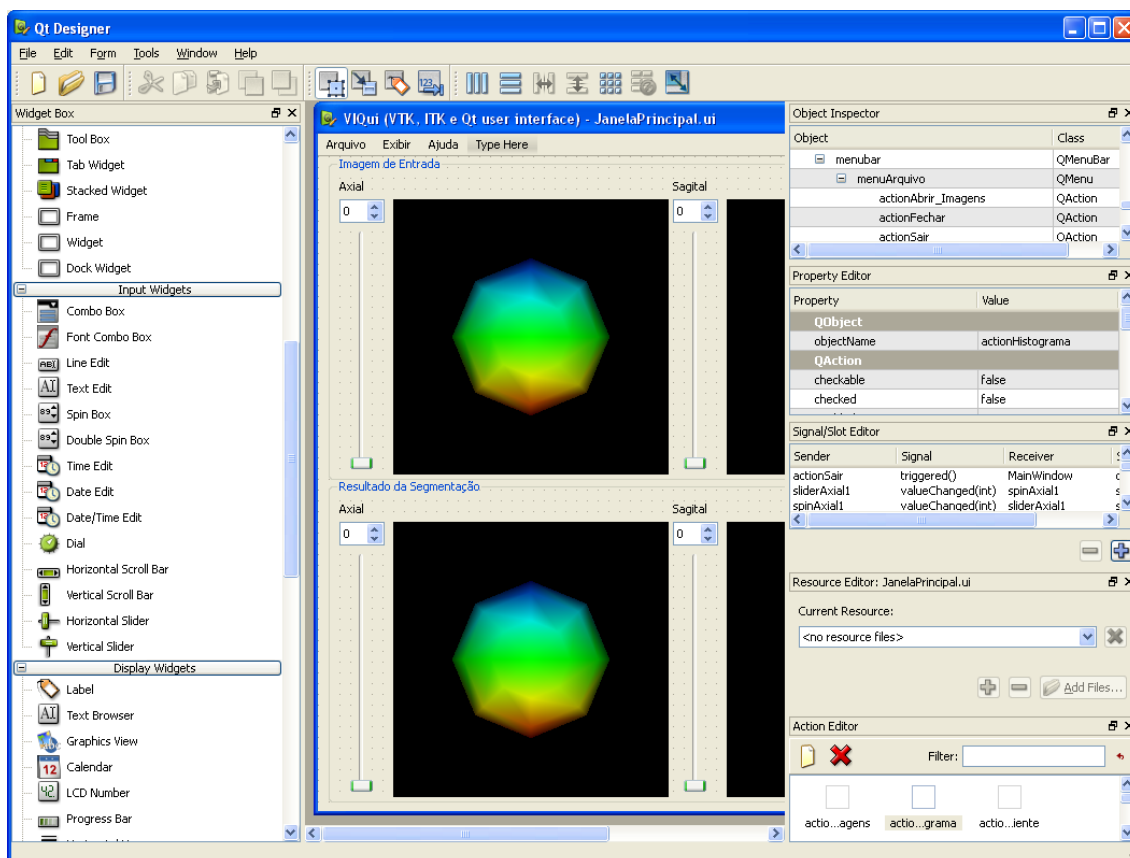 Qt Designer
File Edit Form Tools Window Help
Widget Box
Tool Box
Tab Widget
Stacked Widget
Frame
Widget
Dock Widget
Input Widgets
Combo Box
Font Combo Box
Line Edit
Text Edit
Spin Box
Double Spin Box
Time Edit
Date Edit
Date/Time Edit
Dial
Horizontal Scroll Bar
Vertical Scroll Bar
Horizontal Slider
Vertical Slider
Display Widgets
Label
Text Browser
Graphics View
Calendar
LCD Number
Progress Bar
VIQui (VTK, ITK e Qt user interface) - JanelaPrincipal.ui
Arquivo Exibir Ajuda Type Here
Imagem de Entrada
Axial Sagital
0 0
Resultado da Segmentação
Axial Sagital
0 0
Object Inspector
Object Class
menubar QMenuBar
menuArquivo QMenu
actionAbrir_Imagens QAction
actionFechar QAction
actionSair QAction
Property Editor
Property Value
QObject
objectName actionHistograma
QAction
checkable false
checked false
Signal/Slot Editor
Sender Signal Receiver
actionSair triggered() MainWindow
sliderAxial1 valueChanged(int) spinAxial1
spinAxial1 valueChanged(int) sliderAxial1
Resource Editor: JanelaPrincipal.ui
Current Resource:
<no resource files>
Add Files...
Action Editor
Filter:
actio...agens actio...grama actio...iente